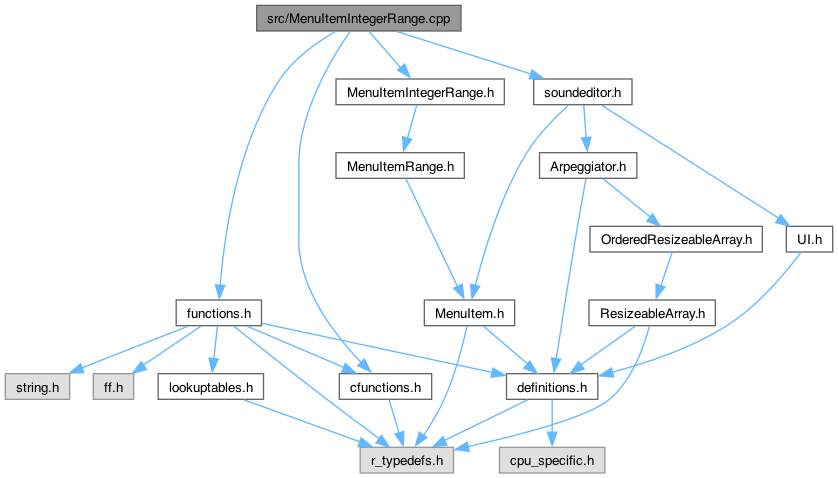 src/MenuItemIntegerRange.cpp
MenuItemIntegerRange.h
soundeditor.h
MenuItemRange.h
Arpeggiator.h
OrderedResizeableArray.h
UI.h
functions.h
MenuItem.h
ResizeableArray.h
string.h
ff.h
lookuptables.h
cfunctions.h
definitions.h
r_typedefs.h
cpu_specific.h